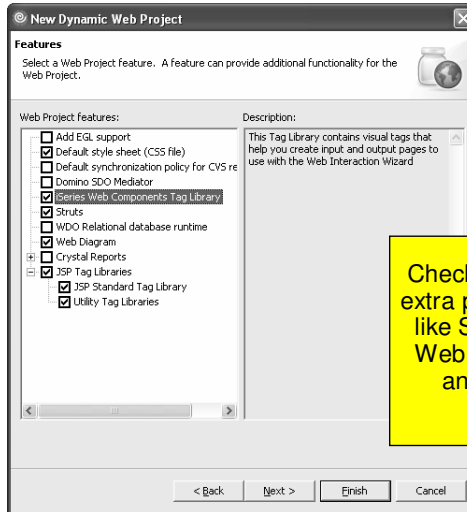 New Dynamic Web Project
Features
Select a Web Project feature. A feature can provide additional functionality for the
Web Project.
Web Project features:
Description:
Add EGL support
Default style sheet (CSS file)
Default synchronization policy for CVS re
Domino SDO Mediator
iSeries Web Components Tag Library
Struts
WDO Relational database runtime
Web Diagram
Crystal Reports
JSP Tag Libraries
JSP Standard Tag Library
Utility Tag Libraries
This Tag Library contains visual tags that
help you create input and output pages to
use with the Web Interaction Wizard
Check
extra
like
Web
< Back
Next >
Finish
Cancel